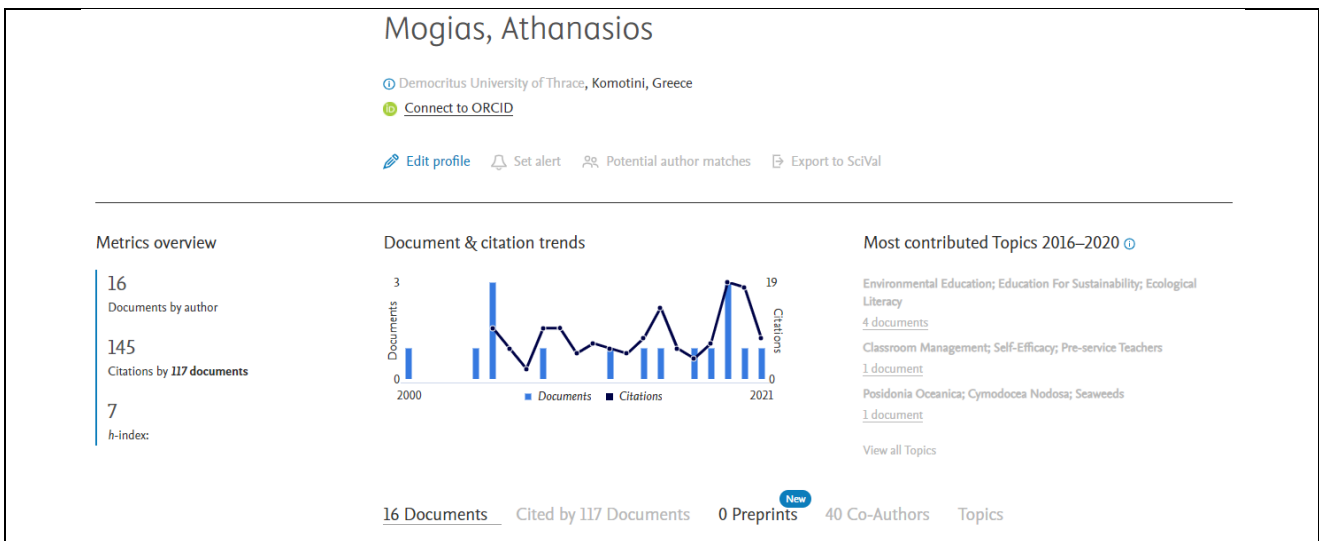 Mogias, Athanasios
Democritus University of Thrace, Komotini, Greece
iD Connect to ORCID
Edit profile Set alert Potential author matches Export to SciVal
Metrics overview
16
Documents by author
145
Citations by 117 documents
7
h-index:
Document & citation trends
3
Documents
0
19
Citations
0
2000
Documents Citations
2021
Most contributed Topics 2016–2020
Environmental Education; Education For Sustainability; Ecological
Literacy
4 documents
Classroom Management; Self-Efficacy; Pre-service Teachers
1 document
Posidonia Oceanica; Cymodocea Nodosa; Seaweeds
1 document
View all Topics
New
16 Documents Cited by 117 Documents 0 Preprints 40 Co-Authors Topics